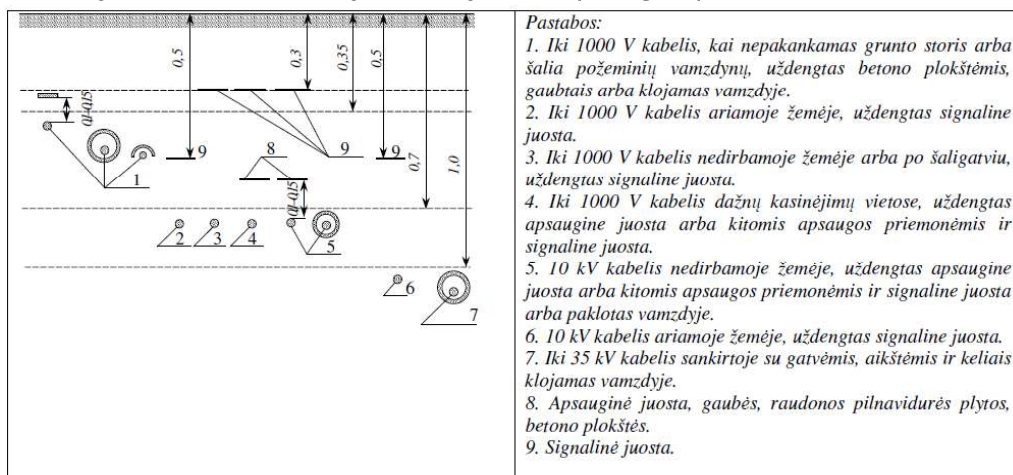 0,5
0,3
0,35
0,5
0,1-0,15
9
8
9
9
0,7
1,0
1
0,1-0,15
2
3
4
5
6
7
Pastabos:
1. Iki 1000 V kabelis, kai nepakankamas grunto storis arba
šalia požeminių vamzdynų, uždengtas betono plokštėmis,
gaubtais arba klojamas vamzdyje.
2. Iki 1000 V kabelis ariamoje žemėje, uždengtas signaline
juosta.
3. Iki 1000 V kabelis nedirbamoje žemėje arba po šaligatviu,
uždengtas signaline juosta.
4. Iki 1000 V kabelis dažnų kasinėjimų vietose, uždengtas
apsaugine juosta arba kitomis apsaugos priemonėmis ir
signaline juosta.
5. 10 kV kabelis nedirbamoje žemėje, uždengtas apsaugine
juosta arba kitomis apsaugos priemonėmis ir signaline juosta
arba paklotas vamzdyje.
6. 10 kV kabelis ariamoje žemėje, uždengtas signaline juosta.
7. Iki 35 kV kabelis sankirtoje su gatvėmis, aikštėmis ir keliais
klojamas vamzdyje.
8. Apsauginė juosta, gaubės, raudonos pilnavidurės plytos,
betono plokštės.
9. Signalinė juosta.